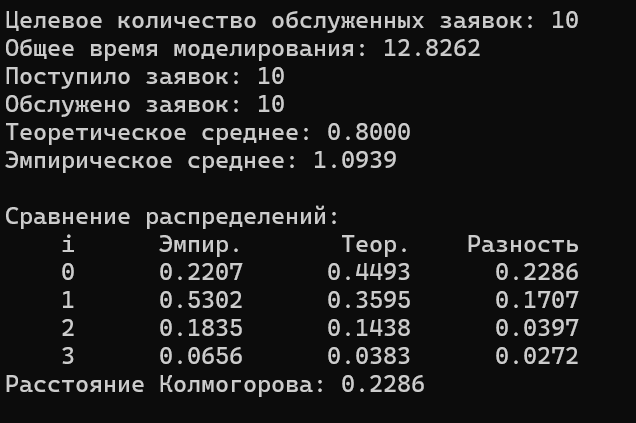 Целевое количество обслуженных заявок: 10
Общее время моделирования: 12.8262
Поступило заявок: 10
Обслужено заявок: 10
Теоретическое среднее: 0.8000
Эмпирическое среднее: 1.0939
Сравнение распределений:
i Эмпир. Теор. Разность
0 0.2207 0.4493 0.2286
1 0.5302 0.3595 0.1707
2 0.1835 0.1438 0.0397
3 0.0656 0.0383 0.0272
Расстояние Колмогорова: 0.2286